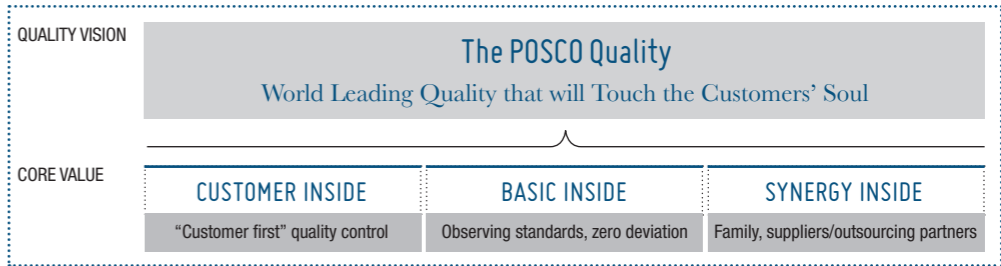 QUALITY VISION
The POSCO Quality
World Leading Quality that will Touch the Customers’ Soul
CORE VALUE
CUSTOMER INSIDE
“Customer first” quality control
BASIC INSIDE
Observing standards, zero deviation
SYNERGY INSIDE
Family, suppliers/outsourcing partners